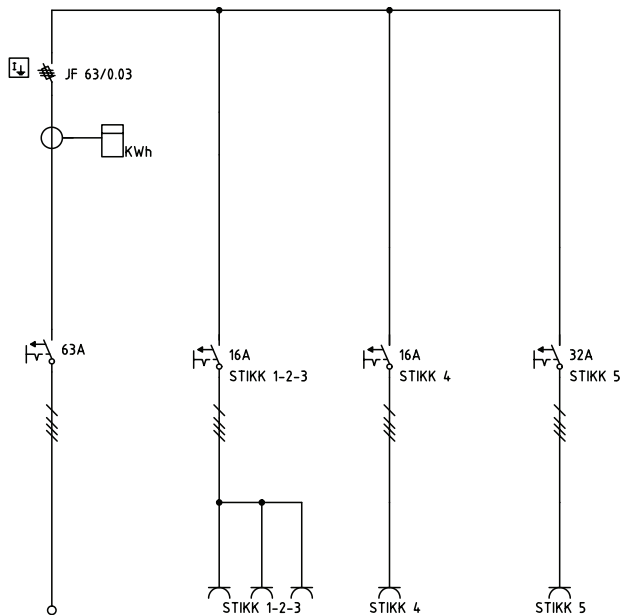 I
JF 63/0.03
KWh
63A
16A
STIKK 1-2-3
16A
STIKK 4
32A
STIKK 5
STIKK 1-2-3
STIKK 4
STIKK 5